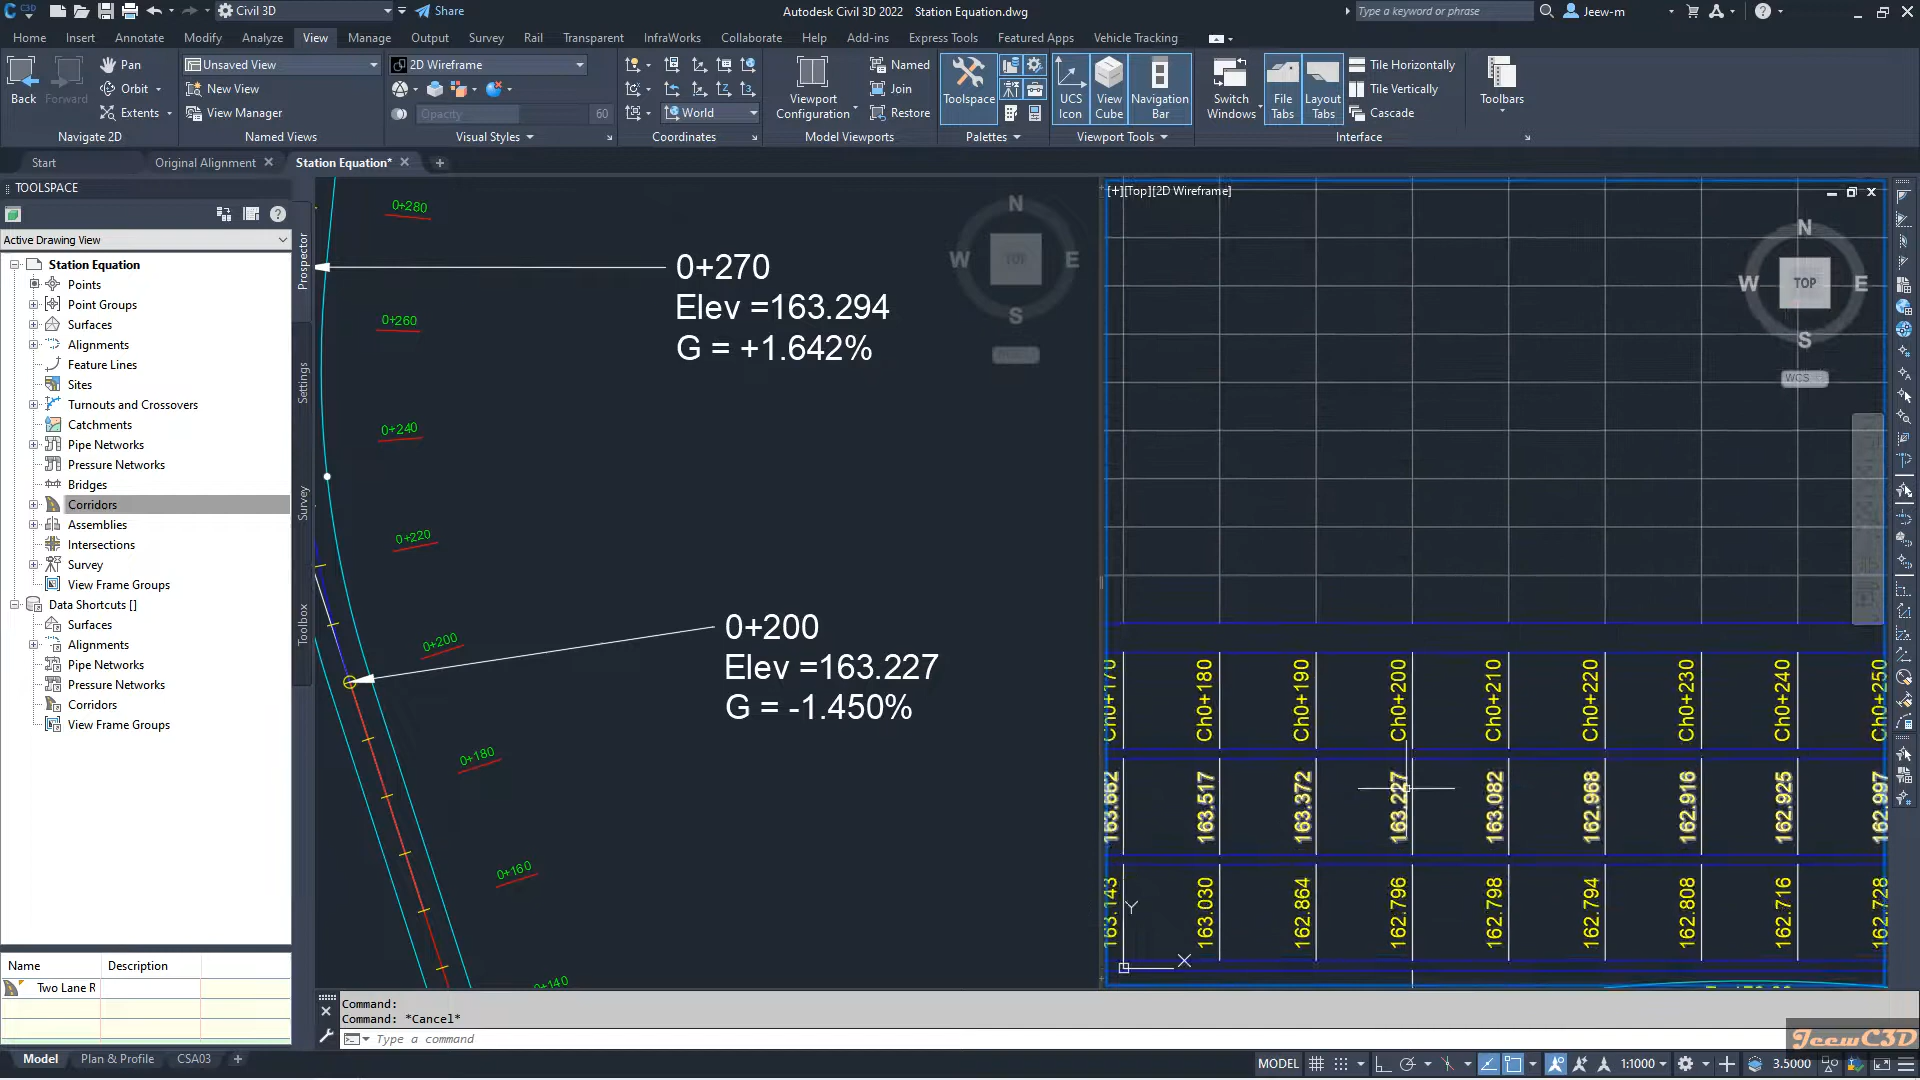 Civil 3D
Share
Autodesk Civil 3D 2022 Station Equation.dwg
Type a keyword or phrase
Jeew-m
Home Insert Annotate Modify Analyze View Manage Output Survey Rail Transparent InfraWorks Collaborate Help Add-ins Express Tools Featured Apps Vehicle Tracking
Back
Forward
Pan
Orbit
Extents
Navigate 2D
Unsaved View
New View
View Manager
Named Views
2D Wireframe
Opacity 60
Visual Styles
World
Coordinates
Viewport
Configuration
Named
Join
Restore
Model Viewports
Toolspace
Palettes
UCS
Icon
View
Cube
Navigation
Bar
Viewport Tools
Switch
Windows
File
Tabs
Layout
Tabs
Tile Horizontally
Tile Vertically
Cascade
Interface
Toolbars
Start
Original Alignment
Station Equation*
TOOLSPACE
Active Drawing View
Station Equation
Points
Point Groups
Surfaces
Alignments
Feature Lines
Sites
Turnouts and Crossovers
Catchments
Pipe Networks
Pressure Networks
Bridges
Corridors
Assemblies
Intersections
Survey
View Frame Groups
Data Shortcuts []
Surfaces
Alignments
Pipe Networks
Pressure Networks
Corridors
View Frame Groups
Prospector
Settings
Survey
Toolbox
Name Description
Two Lane R
0+280
0+270
Elev =163.294
G = +1.642%
0+260
0+240
0+220
0+200
0+200
Elev =163.227
G = -1.450%
0+180
0+160
0+140
N
W TOP E
S
[+][Top][2D Wireframe]
N
W TOP E
S
WCS
Ch0+170 Ch0+180 Ch0+190 Ch0+200 Ch0+210 Ch0+220 Ch0+230 Ch0+240 Ch0+250
163.662 163.517 163.372 163.227 163.082 162.968 162.916 162.925 162.997
163.143 163.030 162.864 162.796 162.798 162.794 162.808 162.716 162.728
Y
X
Command:
Command: *Cancel*
Type a command
JeewC3D
Model Plan & Profile CSA03
MODEL 1:1000 3.5000